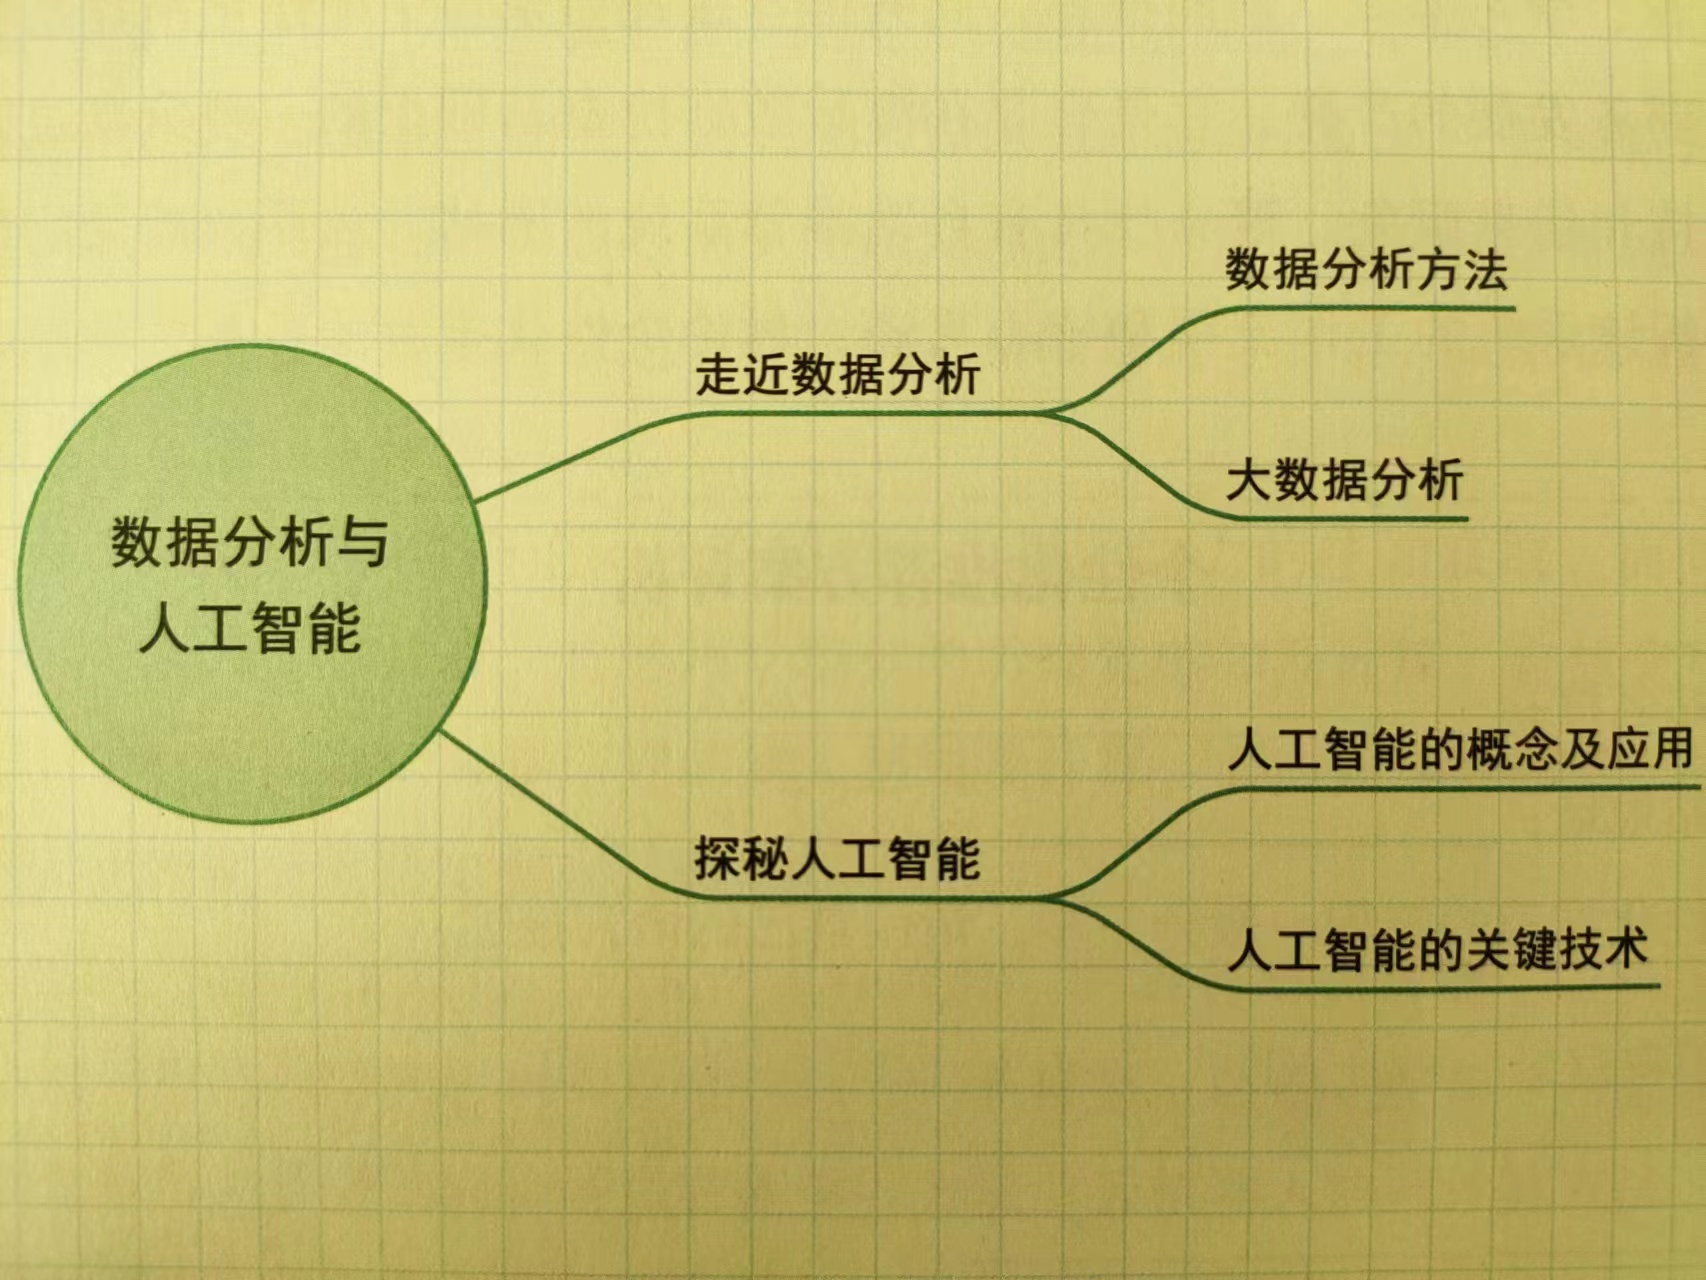 数据分析与
人工智能
走近数据分析
数据分析方法
大数据分析
探秘人工智能
人工智能的概念及应用
人工智能的关键技术